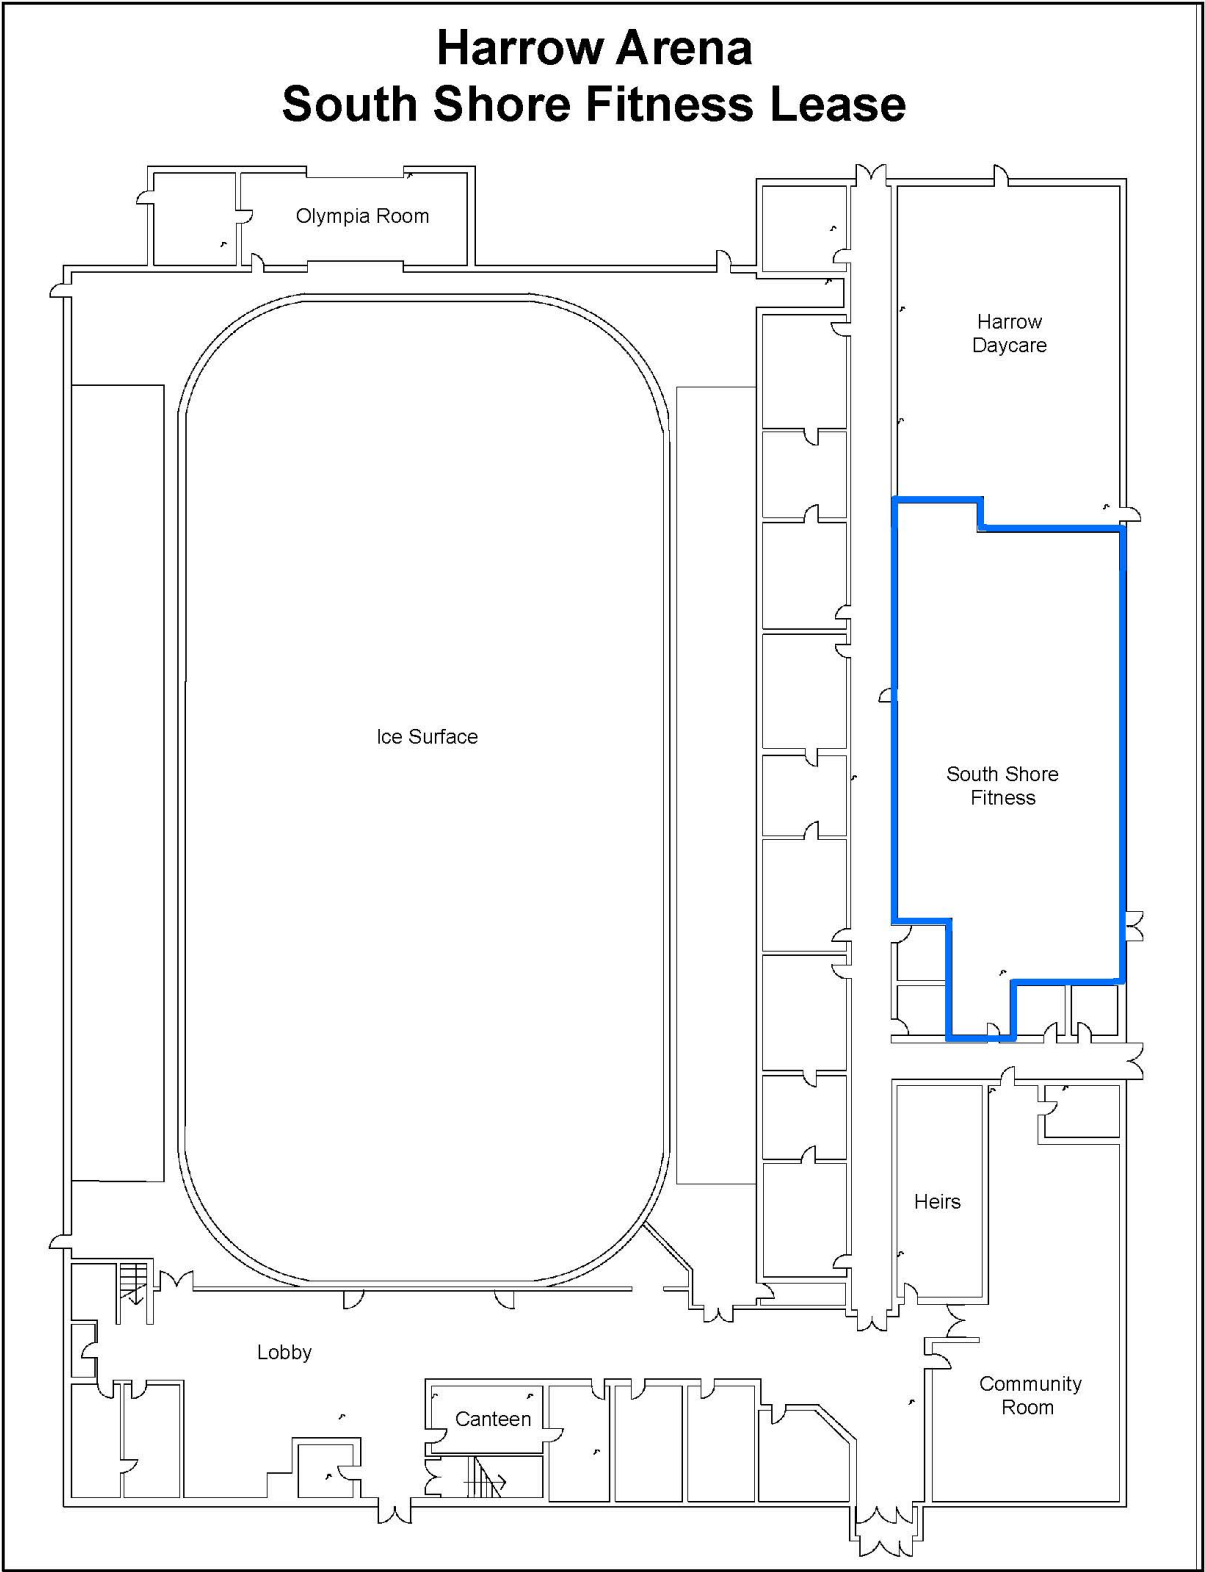 Harrow Arena
South Shore Fitness Lease
Olympia Room
Harrow
Daycare
Ice Surface
South Shore
Fitness
Heirs
Lobby
Community
Room
Canteen